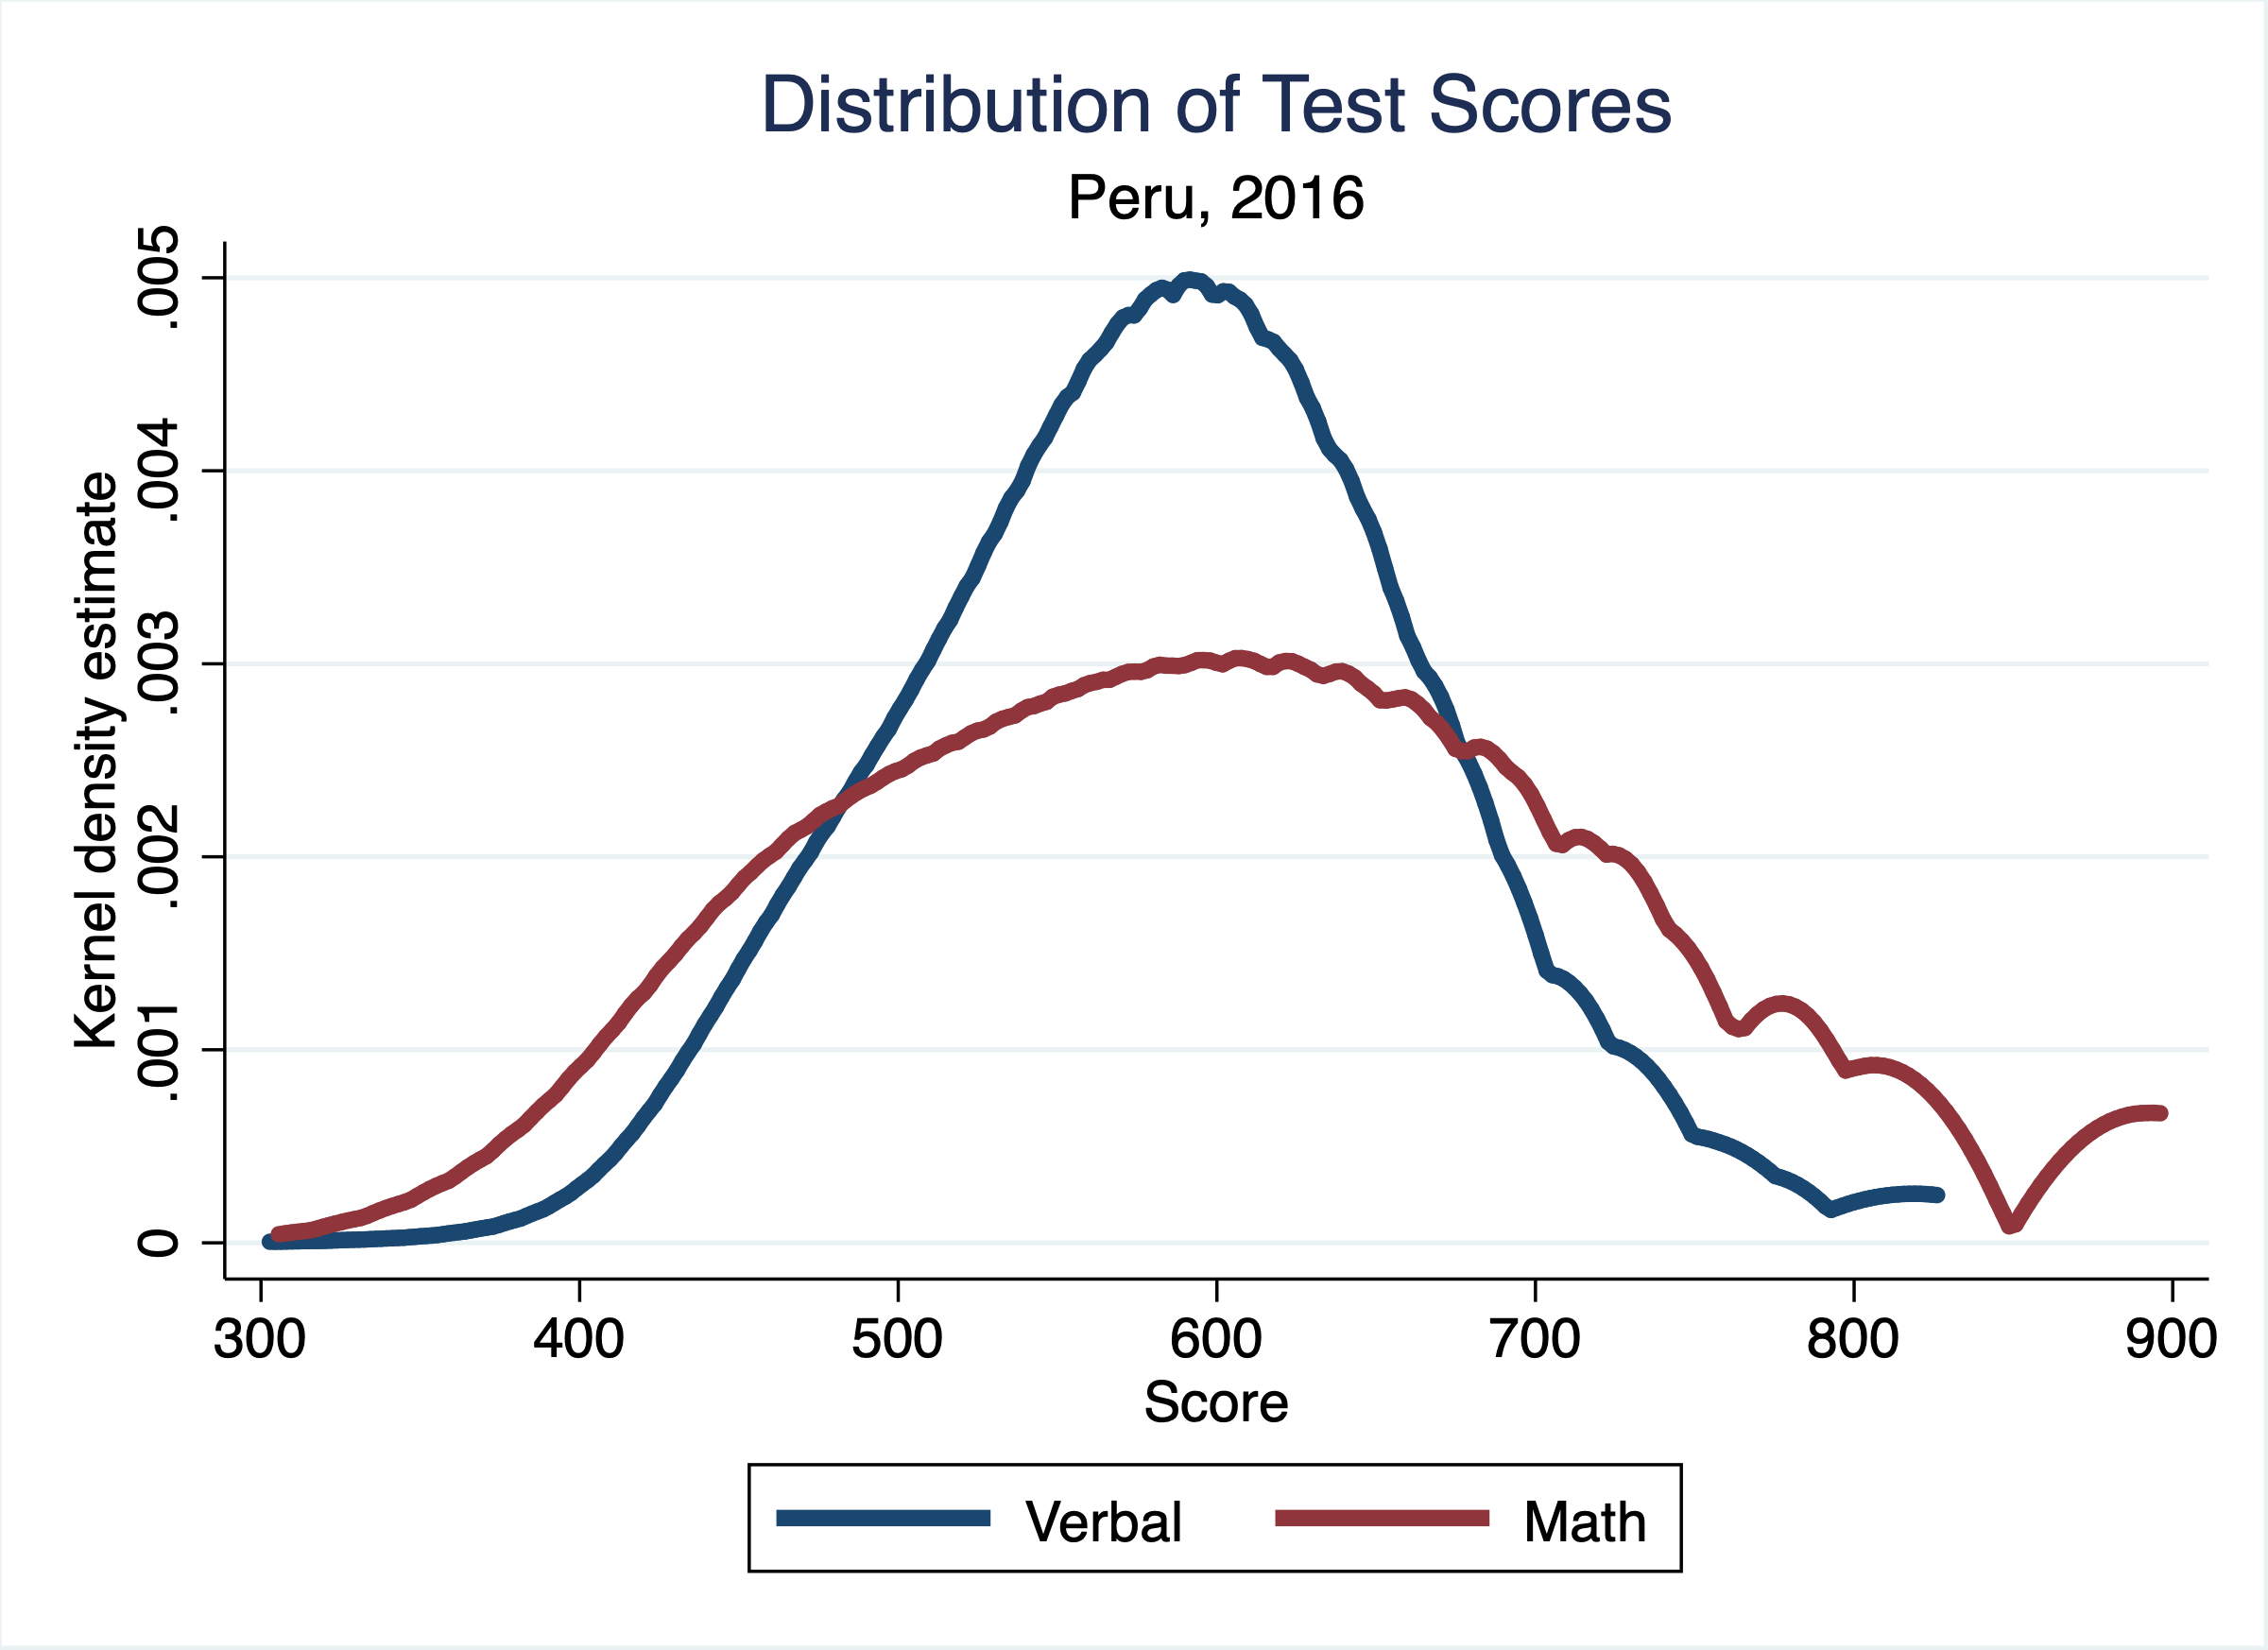 Distribution of Test Scores
Peru, 2016
Kernel density estimate
.005
.004
.003
.002
.001
0
300 400 500 600 700 800 900
Score
Verbal Math